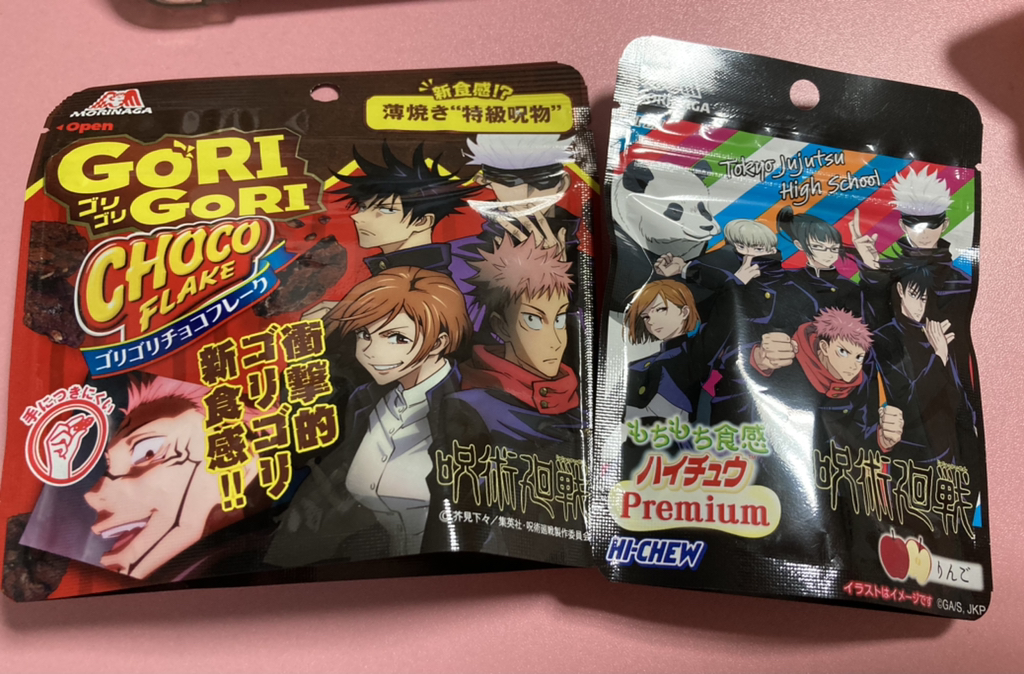 MORINAGA
Open
GORI
ゴリ
ゴリ
GORI
CHOCO
FLAKE
ゴリゴリチョコフレーク
新食感!?
薄焼き“特級呪物”
衝撃的
ゴリゴリ
新食感!!
手につきにくい
呪術廻戦
©芥見下々／集英社・呪術廻戦製作委員会
MORINAGA
Tokyo Jujutsu
High School
もちもち食感
ハイチュウ
Premium
HI-CHEW
呪術廻戦
りんご
イラストはイメージです
©GA/S, JKP